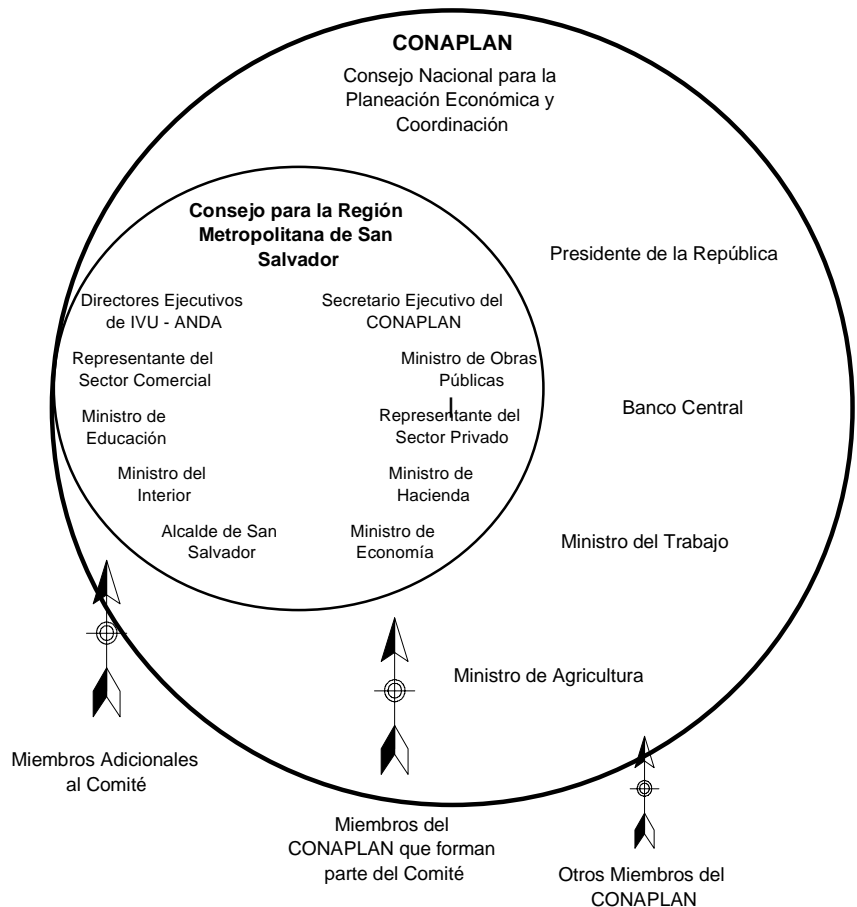 CONAPLAN
Consejo Nacional para la
Planeación Económica y
Coordinación
Consejo para la Región
Metropolitana de San
Salvador
Presidente de la República
Directores Ejecutivos
de IVU - ANDA
Secretario Ejecutivo del
CONAPLAN
Representante del
Sector Comercial
Ministro de Obras
Públicas
Banco Central
Ministro de
Educación
Representante del
Sector Privado
Ministro del
Interior
Ministro de
Hacienda
Alcalde de San
Salvador
Ministro de
Economía
Ministro del Trabajo
Ministro de Agricultura
Miembros Adicionales
al Comité
Miembros del
CONAPLAN que forman
parte del Comité
Otros Miembros del
CONAPLAN